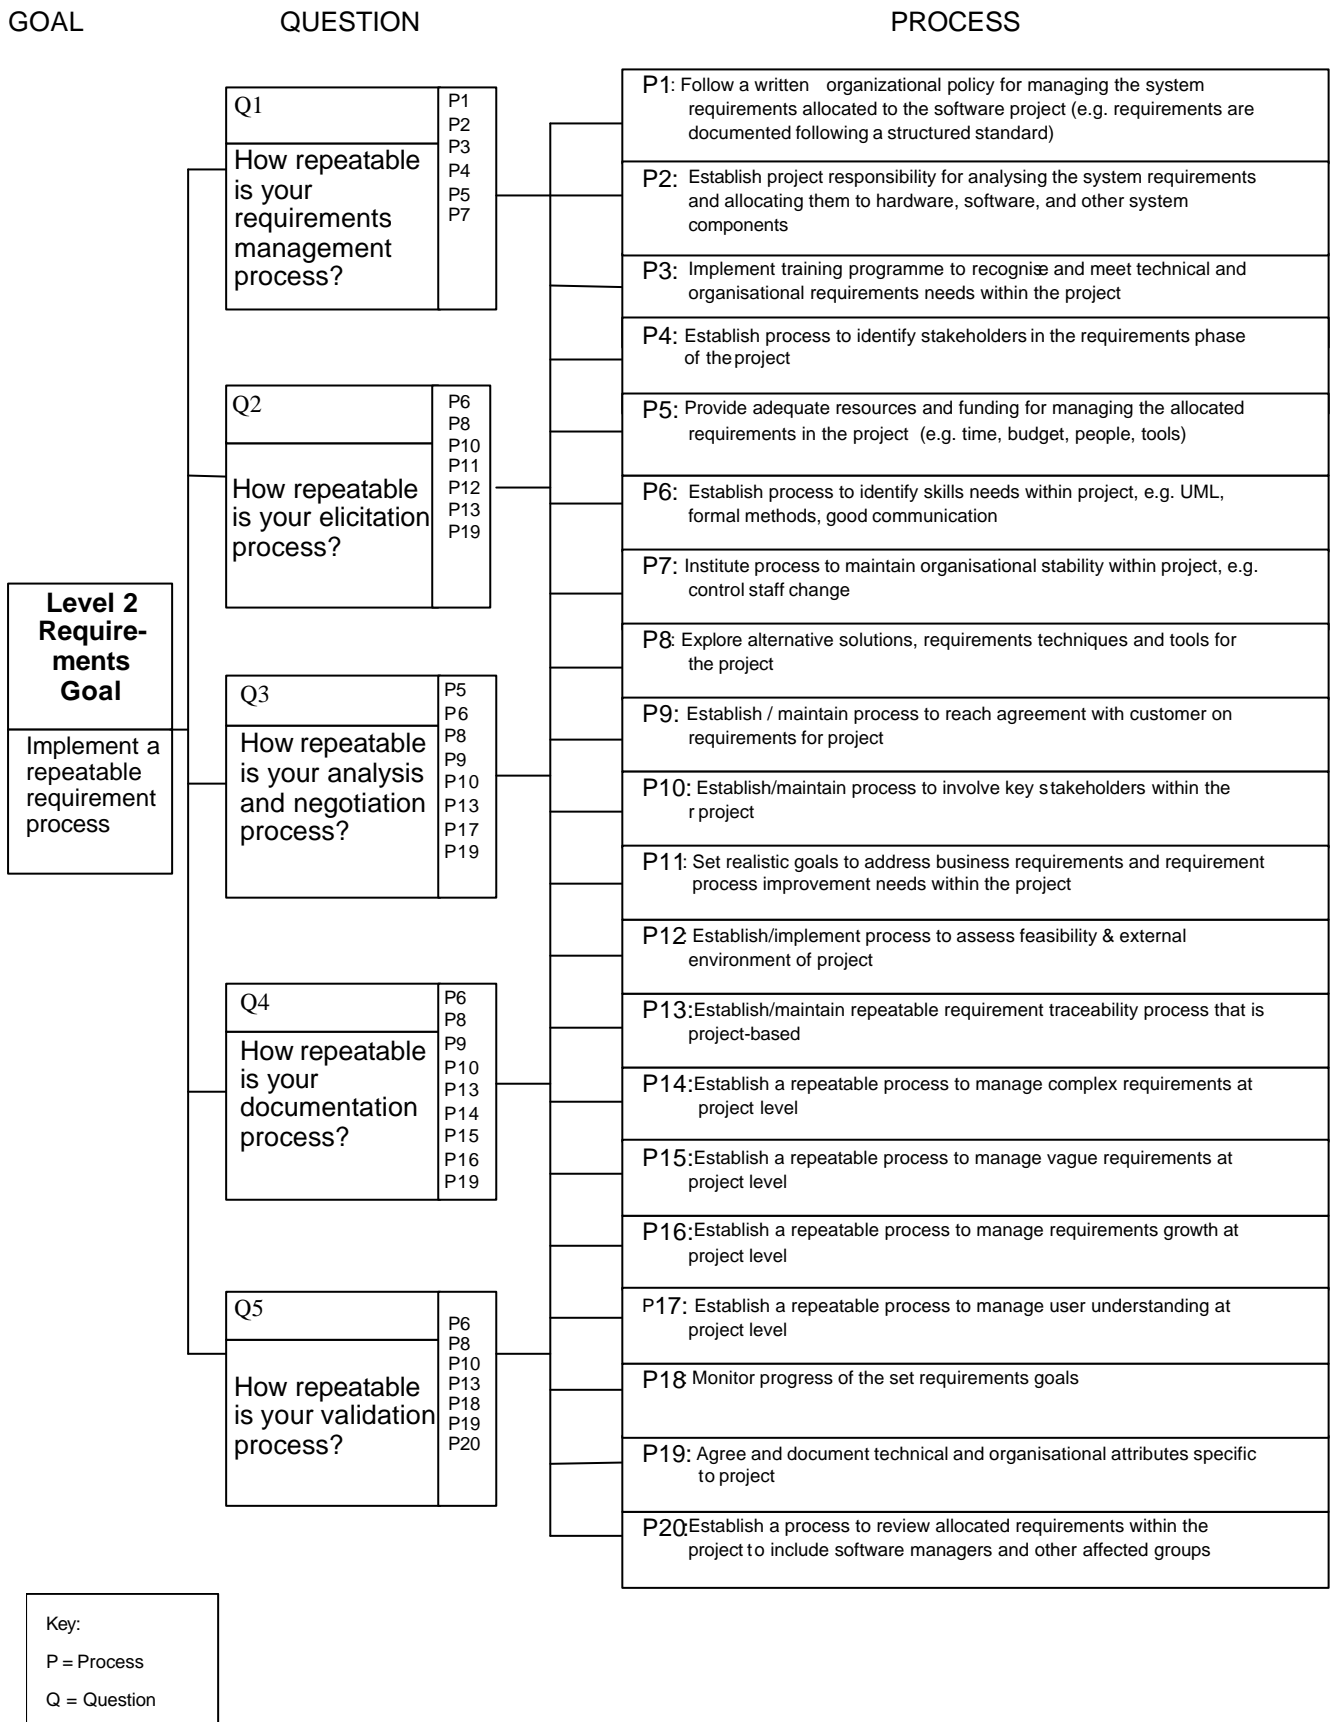 GOAL QUESTION PROCESS
Level 2
Require-
ments
Goal
Implement a
repeatable
requirement
process
Q1
How repeatable
is your
requirements
management
process?
P1
P2
P3
P4
P5
P7
Q2
How repeatable
is your elicitation
process?
P6
P8
P10
P11
P12
P13
P19
Q3
How repeatable
is your analysis
and negotiation
process?
P5
P6
P8
P9
P10
P13
P17
P19
Q4
How repeatable
is your
documentation
process?
P6
P8
P9
P10
P13
P14
P15
P16
P19
Q5
How repeatable
is your validation
process?
P6
P8
P10
P13
P18
P19
P20
P1: Follow a written organizational policy for managing the system
requirements allocated to the software project (e.g. requirements are
documented following a structured standard)
P2: Establish project responsibility for analysing the system requirements
and allocating them to hardware, software, and other system
components
P3: Implement training programme to recognise and meet technical and
organisational requirements needs within the project
P4: Establish process to identify stakeholders in the requirements phase
of the project
P5: Provide adequate resources and funding for managing the allocated
requirements in the project (e.g. time, budget, people, tools)
P6: Establish process to identify skills needs within project, e.g. UML,
formal methods, good communication
P7: Institute process to maintain organisational stability within project, e.g.
control staff change
P8: Explore alternative solutions, requirements techniques and tools for
the project
P9: Establish / maintain process to reach agreement with customer on
requirements for project
P10: Establish/maintain process to involve key stakeholders within the
r project
P11: Set realistic goals to address business requirements and requirement
process improvement needs within the project
P12: Establish/implement process to assess feasibility & external
environment of project
P13:Establish/maintain repeatable requirement traceability process that is
project-based
P14:Establish a repeatable process to manage complex requirements at
project level
P15:Establish a repeatable process to manage vague requirements at
project level
P16:Establish a repeatable process to manage requirements growth at
project level
P17: Establish a repeatable process to manage user understanding at
project level
P18: Monitor progress of the set requirements goals
P19: Agree and document technical and organisational attributes specific
to project
P20:Establish a process to review allocated requirements within the
project to include software managers and other affected groups
Key:
P = Process
Q = Question